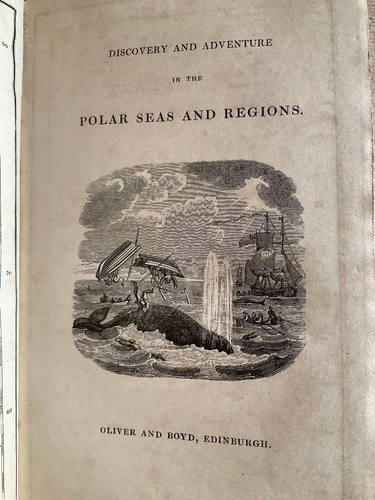 DISCOVERY AND ADVENTURE
IN THE
POLAR SEAS AND REGIONS.
OLIVER AND BOYD, EDINBURGH.